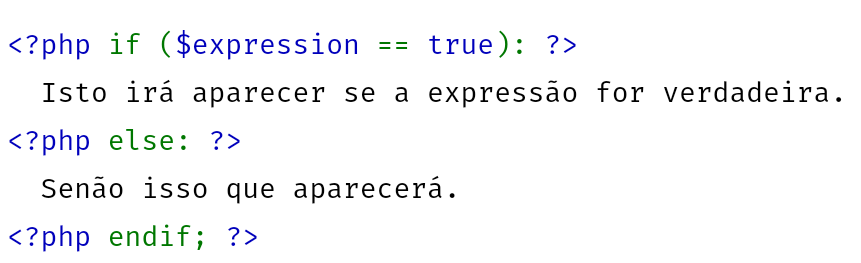 <?php if ($expression == true): ?>
  Isto irá aparecer se a expressão for verdadeira.
<?php else: ?>
  Senão isso que aparecerá.
<?php endif; ?>